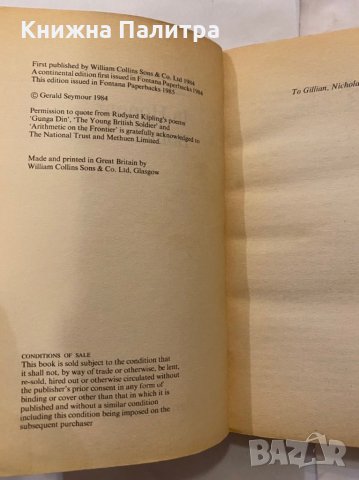 Книжна Палитра
First published by William Collins Sons & Co. Ltd 1984
A continental edition first issued in Fontana Paperbacks 1984
This edition issued in Fontana Paperbacks 1985
© Gerald Seymour 1984
Permission to quote from Rudyard Kipling's poems
'Gunga Din', 'The Young British Soldier' and
'Arithmetic on the Frontier' is gratefully acknowledged to
The National Trust and Methuen Limited.
Made and printed in Great Britain by
William Collins Sons & Co. Ltd, Glasgow
CONDITIONS OF SALE
This book is sold subject to the condition that
it shall not, by way of trade or otherwise, be lent,
re-sold, hired out or otherwise circulated without
the publisher's prior consent in any form of
binding or cover other than that in which it is
published and without a similar condition
including this condition being imposed on the
subsequent purchaser
To Gillian, Nichola
BAZAR